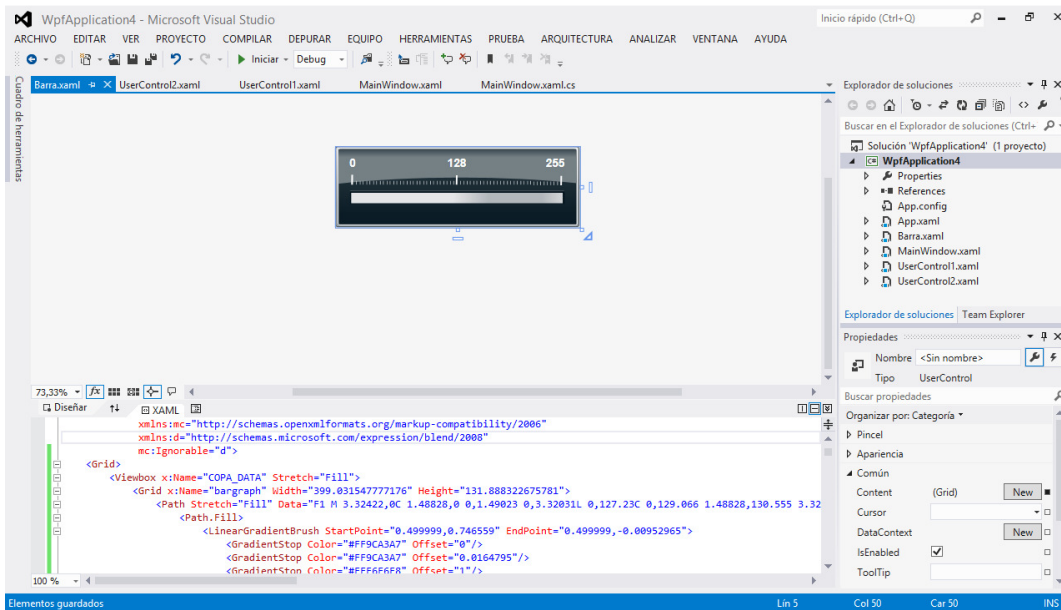 WpfApplication4 - Microsoft Visual Studio
Inicio rápido (Ctrl+Q)
ARCHIVO EDITAR VER PROYECTO COMPILAR DEPURAR EQUIPO HERRAMIENTAS PRUEBA ARQUITECTURA ANALIZAR VENTANA AYUDA
Iniciar Debug
Cuadro de herramientas
Barra.xaml UserControl2.xaml UserControl1.xaml MainWindow.xaml MainWindow.xaml.cs
0 128 255
73,33%
Diseñar XAML
xmlns:mc="http://schemas.openxmlformats.org/markup-compatibility/2006"
xmlns:d="http://schemas.microsoft.com/expression/blend/2008"
mc:Ignorable="d">
<Grid>
<Viewbox x:Name="COPA_DATA" Stretch="Fill">
<Grid x:Name="bargraph" Width="399.031547777176" Height="131.888322675781">
<Path Stretch="Fill" Data="F1 M 3.32422,0C 1.48828,0 0,1.49023 0,3.32031L 0,127.23C 0,129.066 1.48828,130.555 3.32
<Path.Fill>
<LinearGradientBrush StartPoint="0.499999,0.746559" EndPoint="0.499999,-0.00952965">
<GradientStop Color="#FF9CA3A7" Offset="0"/>
<GradientStop Color="#FF9CA3A7" Offset="0.0164795"/>
<GradientStop Color="#FFE6E6E8" Offset="1"/>
100 %
Explorador de soluciones
Buscar en el Explorador de soluciones (Ctrl+
Solución 'WpfApplication4' (1 proyecto)
C# WpfApplication4
Properties
References
App.config
App.xaml
Barra.xaml
MainWindow.xaml
UserControl1.xaml
UserControl2.xaml
Explorador de soluciones Team Explorer
Propiedades
Nombre <Sin nombre>
Tipo UserControl
Buscar propiedades
Organizar por: Categoría
Pincel
Apariencia
Común
Content (Grid) New
Cursor
DataContext New
IsEnabled
ToolTip
Elementos guardados Lín 5 Col 50 Car 50 INS